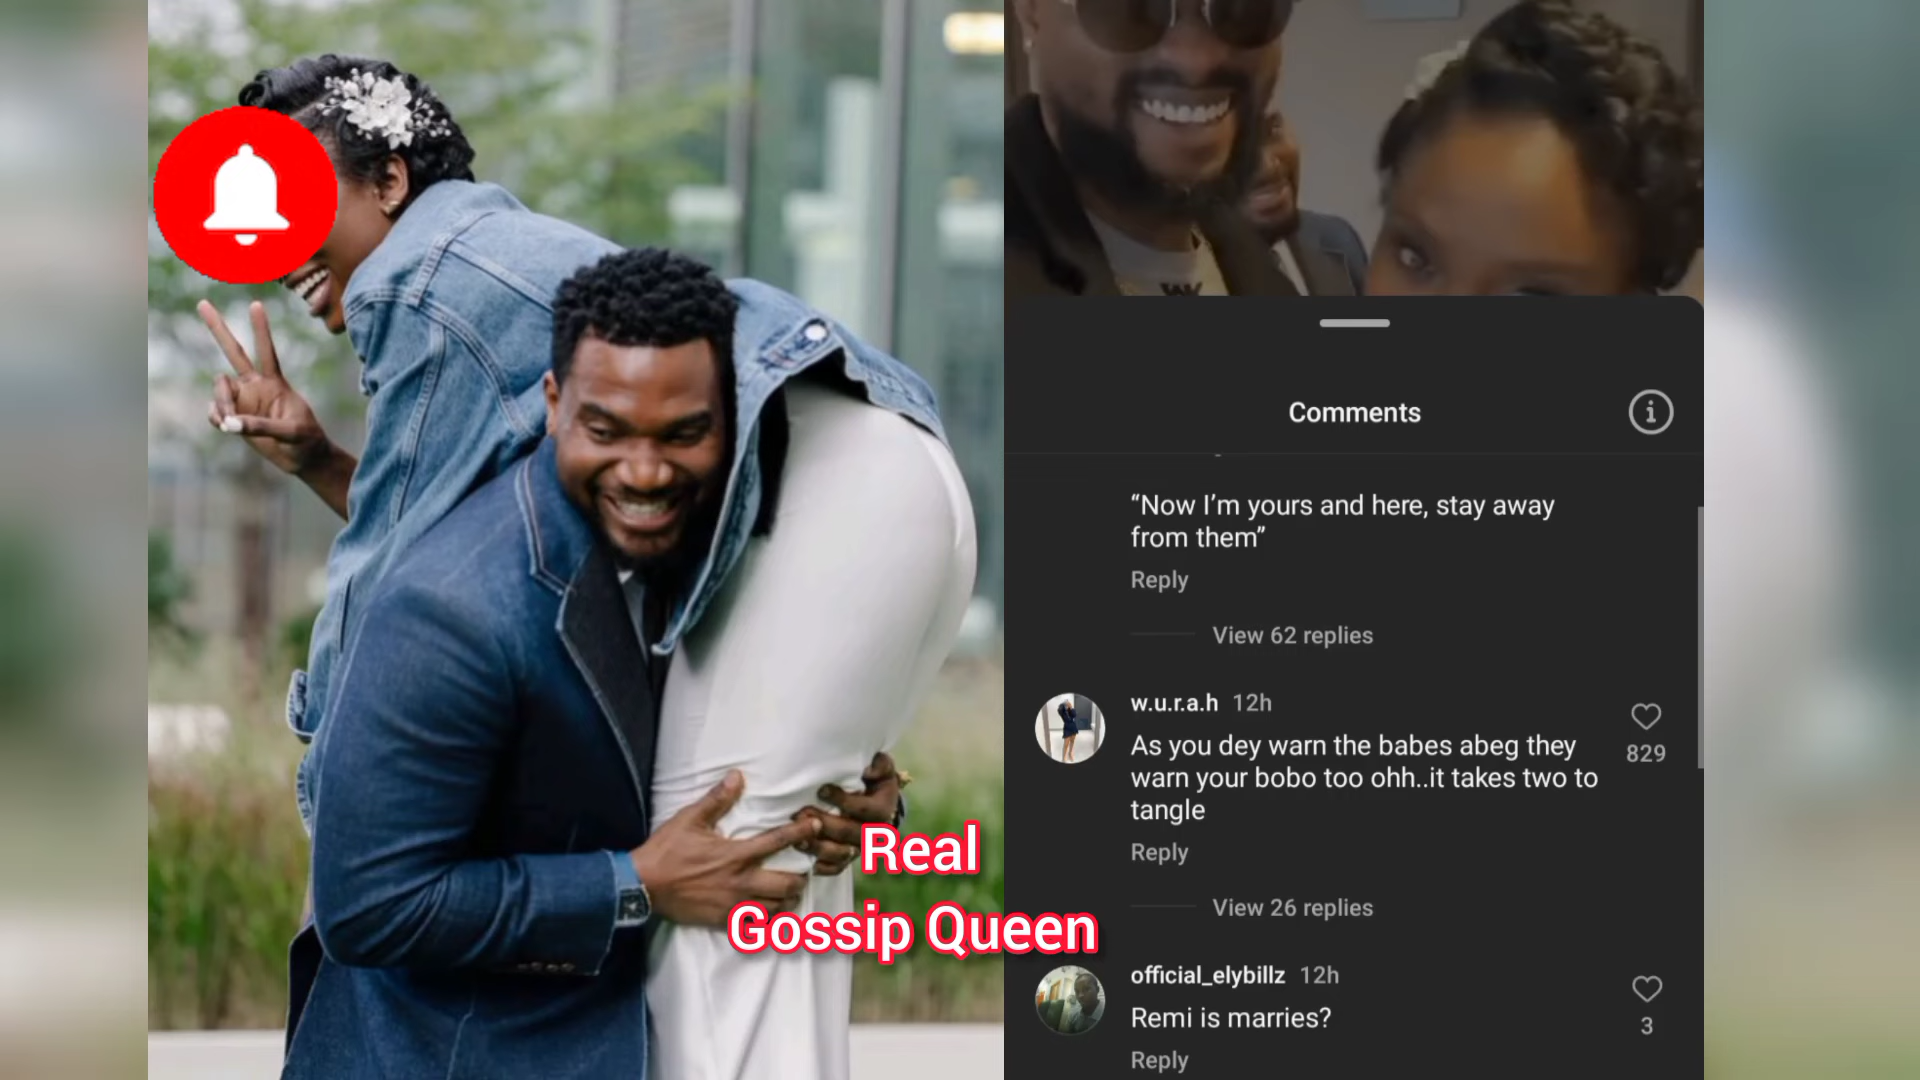 Real
Gossip Queen
Comments
“Now I’m yours and here, stay away
from them”
Reply
View 62 replies
w.u.r.a.h 12h
829
As you dey warn the babes abeg they
warn your bobo too ohh..it takes two to
tangle
Reply
View 26 replies
official_elybillz 12h
Remi is marries?
3
Reply